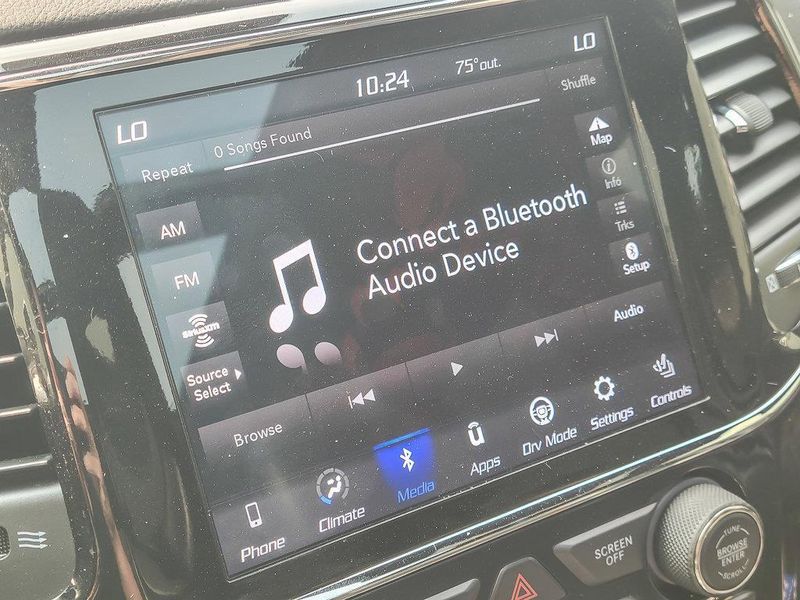 LO
10:24
75° out.
LO
Repeat
0 Songs Found
Shuffle
AM
FM
SiriusXM
Source
Select
Connect a Bluetooth
Audio Device
Map
Info
Trks
Setup
Browse
Audio
Phone
Climate
Media
Apps
Drv Mode
Settings
Controls
SCREEN
OFF
TUNE
BROWSE
ENTER
SCROLL